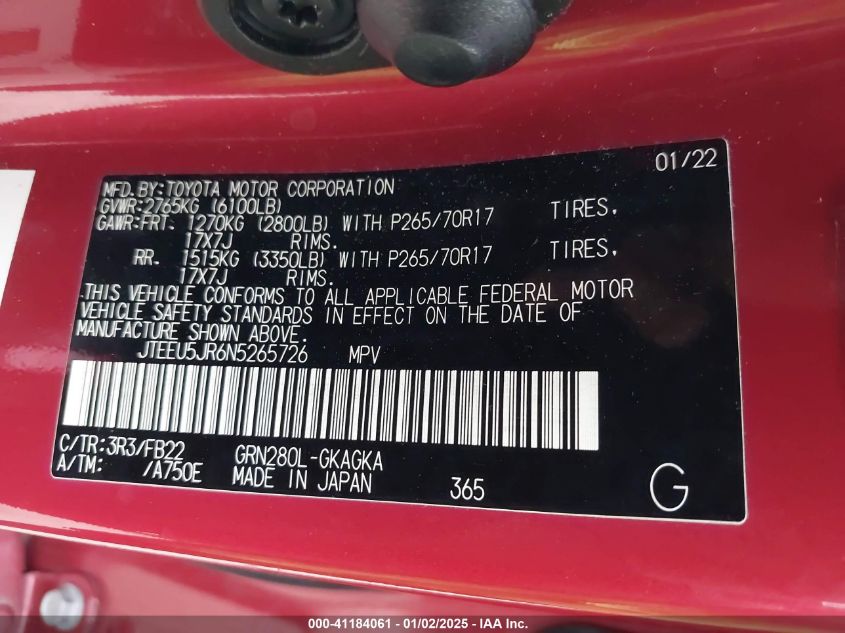 01/22
MFD.BY:TOYOTA MOTOR CORPORATION
GVWR:2765KG (6100LB)
GAWR:FRT. 1270KG (2800LB) WITH P265/70R17 TIRES,
17X7J RIMS.
RR. 1515KG (3350LB) WITH P265/70R17 TIRES,
17X7J RIMS.
THIS VEHICLE CONFORMS TO ALL APPLICABLE FEDERAL MOTOR
VEHICLE SAFETY STANDARDS IN EFFECT ON THE DATE OF
MANUFACTURE SHOWN ABOVE.
JTEEU5JR6N5265726 MPV
C/TR:3R3/FB22 GRN280L-GKAGKA
A/TM: /A750E MADE IN JAPAN 365
G
000-41184061 - 01/02/2025 - © IAA, Inc.